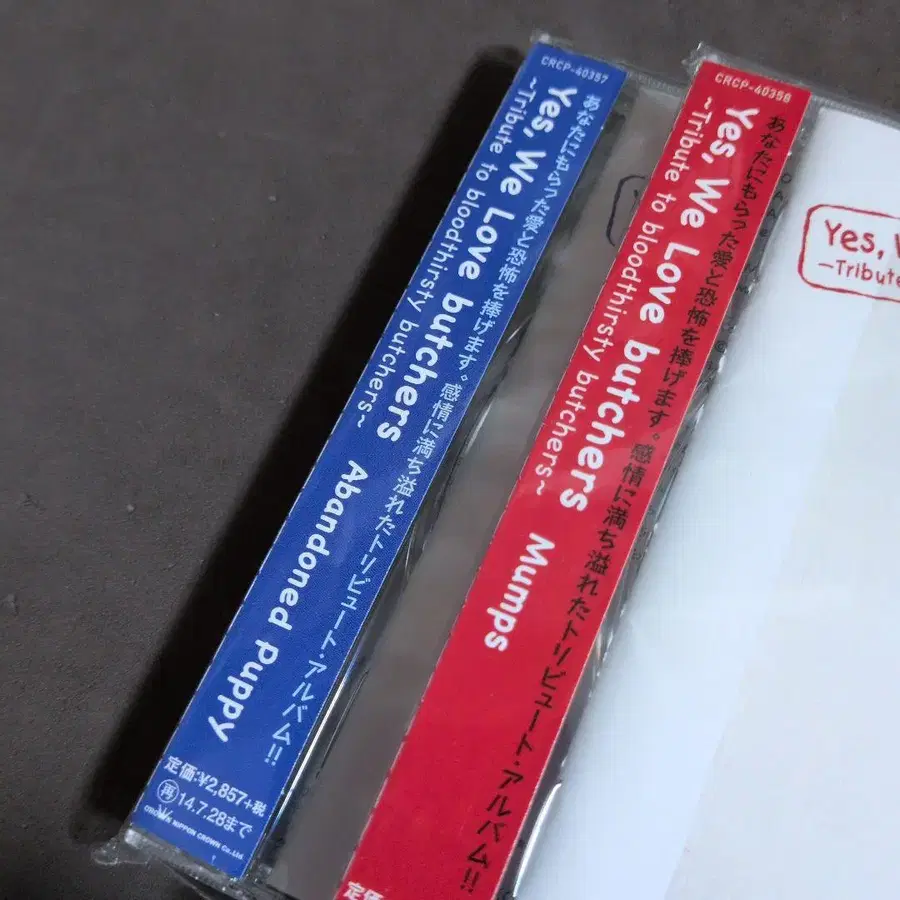 CRCP-40357
あなたにもらった愛と恐怖を捧げます。感情に満ち溢れたトリビュート・アルバム!!
Yes, We Love butchers Abandoned Puppy
~Tribute to bloodthirsty butchers~
定価:¥2,857+税
再 14.7.28まで
CROWN NIPPON CROWN Co.,Ltd.
CRCP-40358
あなたにもらった愛と恐怖を捧げます。感情に満ち溢れたトリビュート・アルバム!!
Yes, We Love butchers Mumps
~Tribute to bloodthirsty butchers~
定価
Yes,
—Tribute